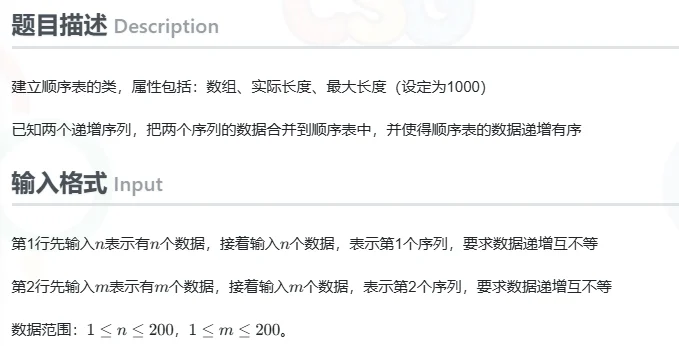 题目描述 Description
建立顺序表的类，属性包括：数组、实际长度、最大长度（设定为1000）
已知两个递增序列，把两个序列的数据合并到顺序表中，并使得顺序表的数据递增有序
输入格式 Input
第1行先输入n表示有n个数据，接着输入n个数据，表示第1个序列，要求数据递增互不等
第2行先输入m表示有m个数据，接着输入m个数据，表示第2个序列，要求数据递增互不等
数据范围：1 ≤ n ≤ 200，1 ≤ m ≤ 200。